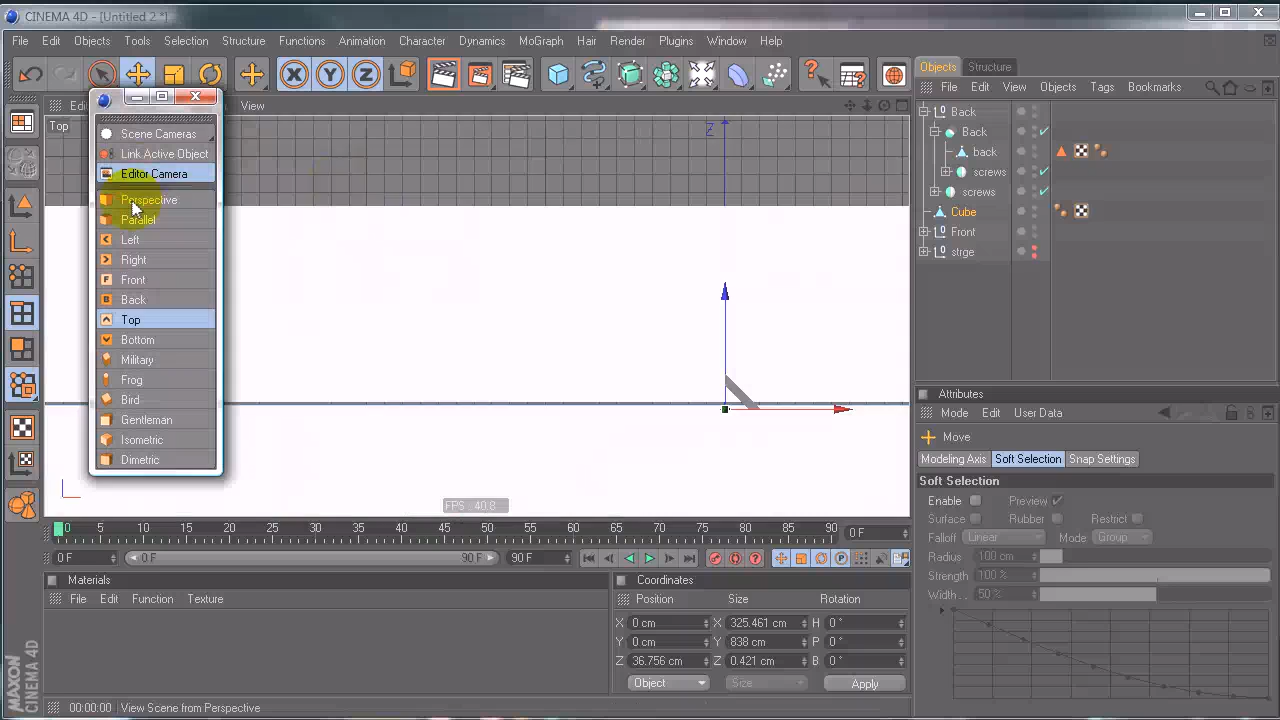 CINEMA 4D - [Untitled 2 *]
File Edit Objects Tools Selection Structure Functions Animation Character Dynamics MoGraph Hair Render Plugins Window Help
Objects Structure
File Edit View Objects Tags Bookmarks
View
Top
Z
Scene Cameras
Link Active Object
Editor Camera
Perspective
Parallel
Left
Right
Front
Back
Top
Bottom
Military
Frog
Bird
Gentleman
Isometric
Dimetric
Back
Back
back
screws
screws
Cube
Front
strge
FPS : 40.8
0 5 10 15 20 25 30 35 40 45 50 55 60 65 70 75 80 85 90 0 F
0 F 0 F 90 F 90 F
Attributes
Mode Edit User Data
Move
Modeling Axis Soft Selection Snap Settings
Soft Selection
Enable Preview
Surface Rubber Restrict
Falloff Linear Mode Group
Radius 100 cm
Strength 100 %
Width . . 50 %
Materials
File Edit Function Texture
Coordinates
Position Size Rotation
X 0 cm X 325.461 cm H 0 °
Y 0 cm Y 838 cm P 0 °
Z 36.756 cm Z 0.421 cm B 0 °
Object Size Apply
MAXON
CINEMA 4D
00:00:00 View Scene from Perspective